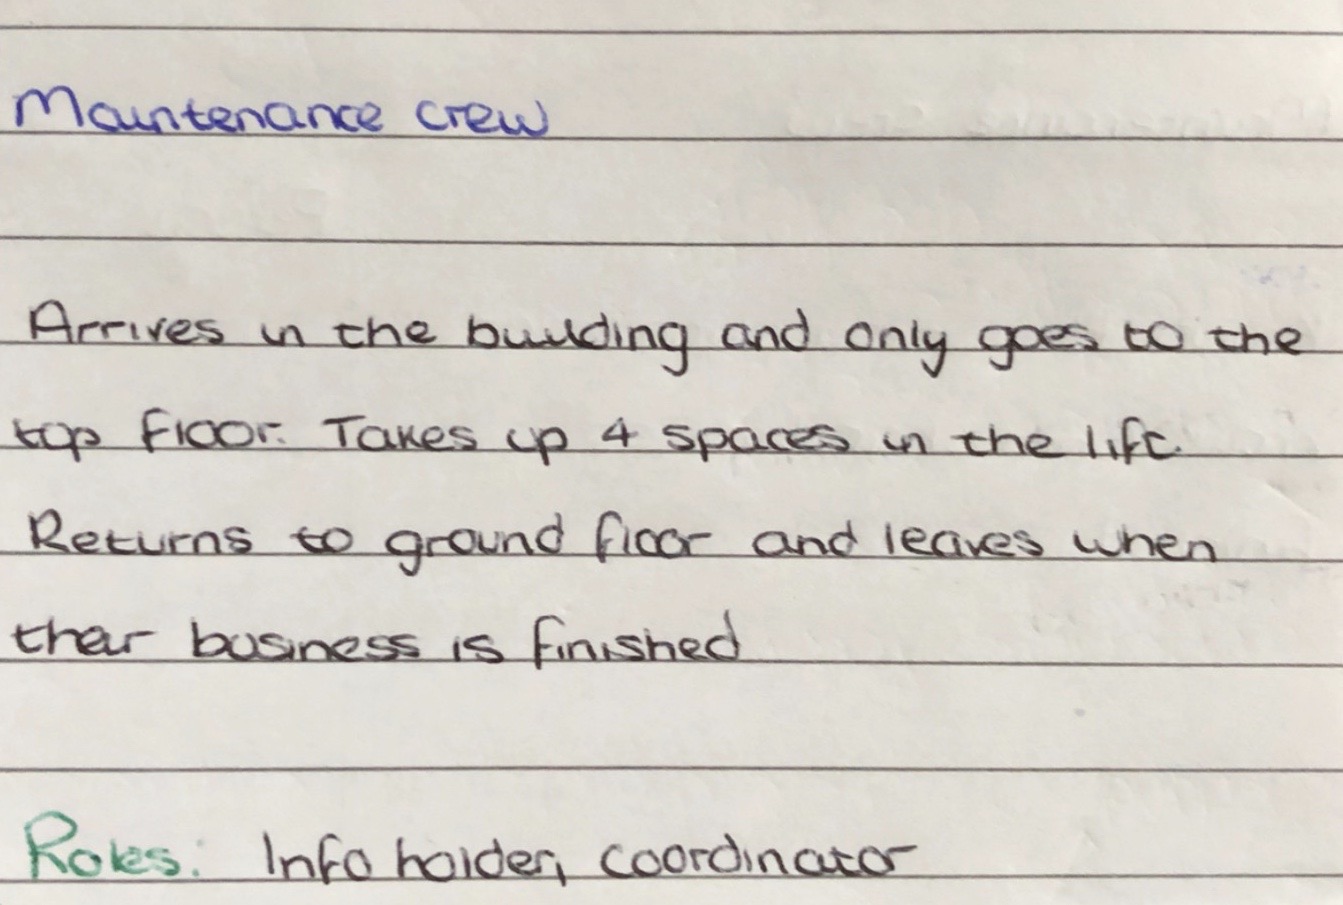 Maintenance crew
Arrives in the building and only goes to the
top floor. Takes up 4 spaces in the lift.
Returns to ground floor and leaves when
their business is finished
Roles: Info holder, coordinator